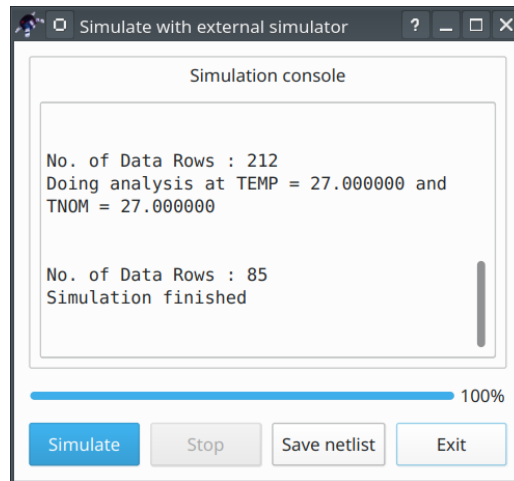 Simulate with external simulator ?
Simulation console
No. of Data Rows : 212
Doing analysis at TEMP = 27.000000 and
TNOM = 27.000000
No. of Data Rows : 85
Simulation finished
100%
Simulate Stop Save netlist Exit